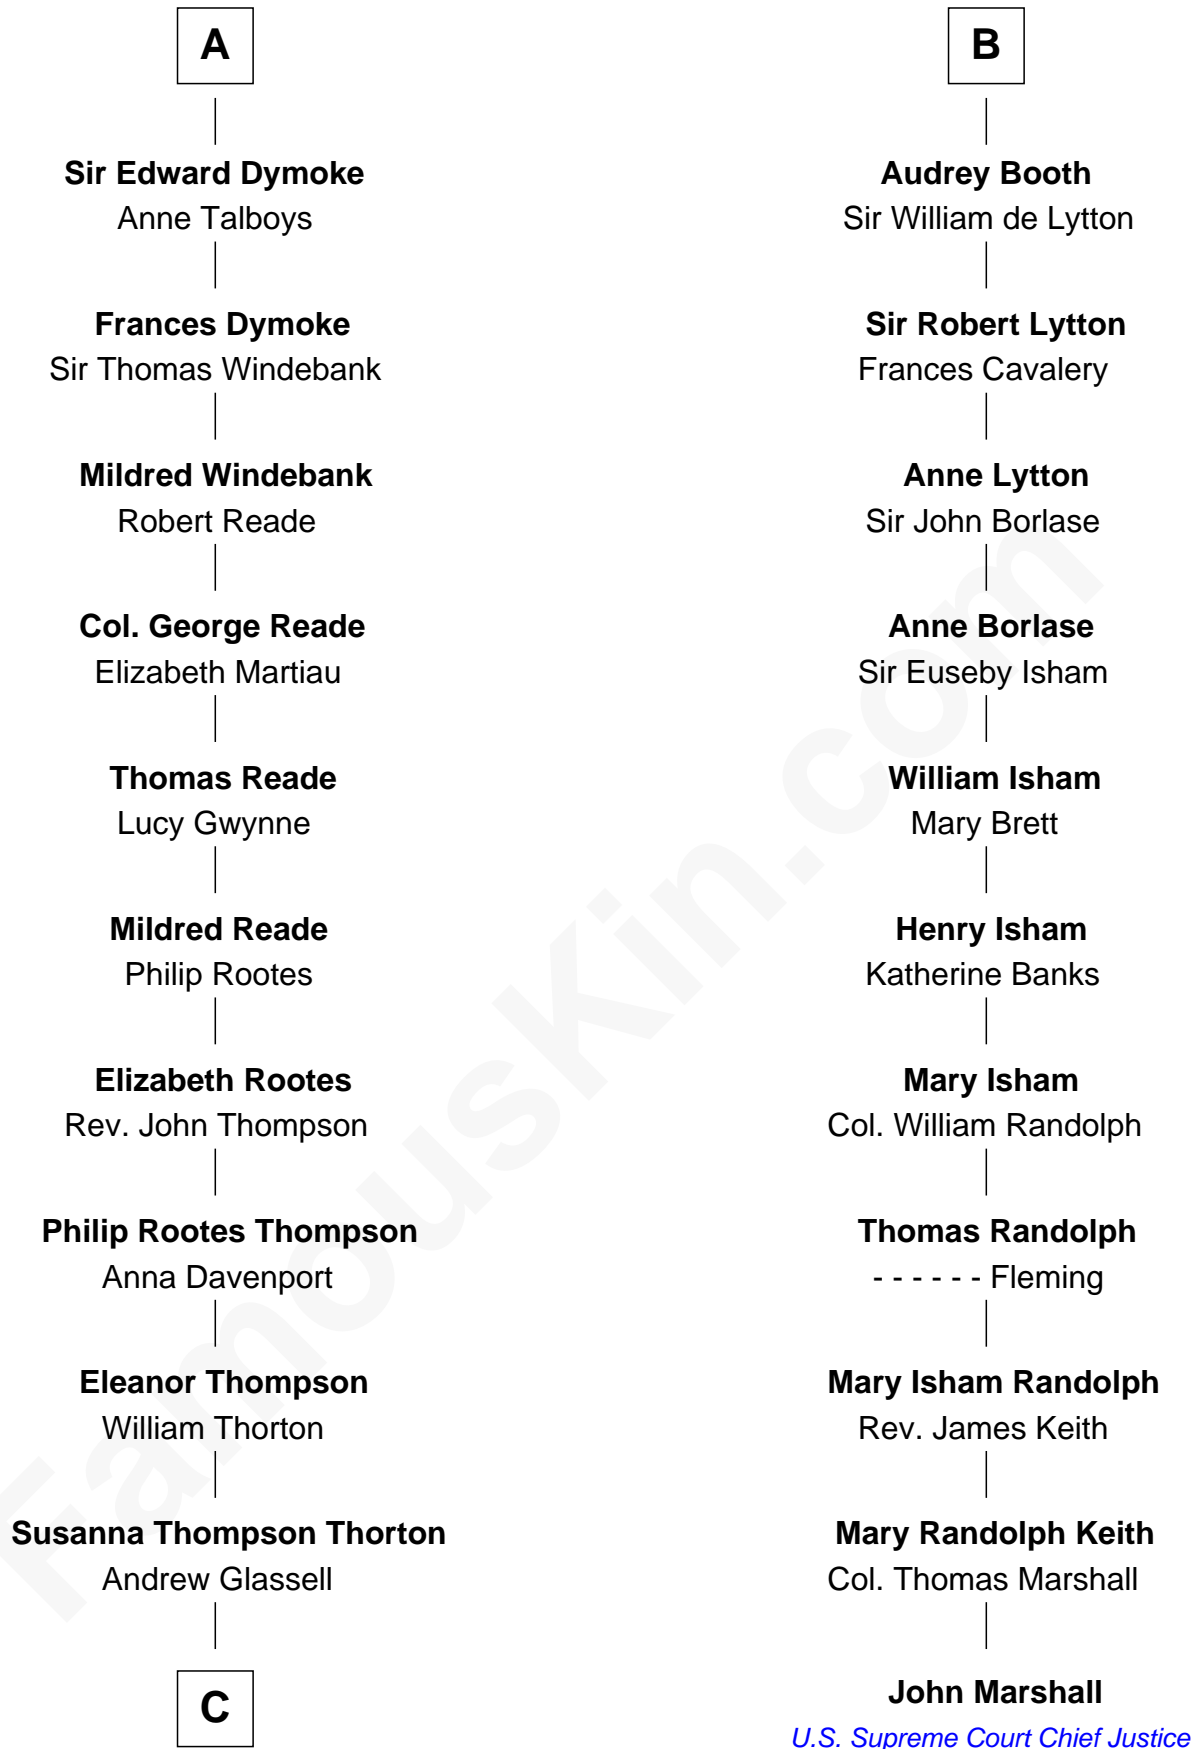 A
Sir Edward Dymoke
Anne Talboys
Frances Dymoke
Sir Thomas Windebank
Mildred Windebank
Robert Reade
Col. George Reade
Elizabeth Martiau
Thomas Reade
Lucy Gwynne
Mildred Reade
Philip Rootes
Elizabeth Rootes
Rev. John Thompson
Philip Rootes Thompson
Anna Davenport
Eleanor Thompson
William Thorton
Susanna Thompson Thorton
Andrew Glassell
C
B
Audrey Booth
Sir William de Lytton
Sir Robert Lytton
Frances Cavalery
Anne Lytton
Sir John Borlase
Anne Borlase
Sir Euseby Isham
William Isham
Mary Brett
Henry Isham
Katherine Banks
Mary Isham
Col. William Randolph
Thomas Randolph
- - - - - - Fleming
Mary Isham Randolph
Rev. James Keith
Mary Randolph Keith
Col. Thomas Marshall
John Marshall
U.S. Supreme Court Chief Justice
FamousKin.com